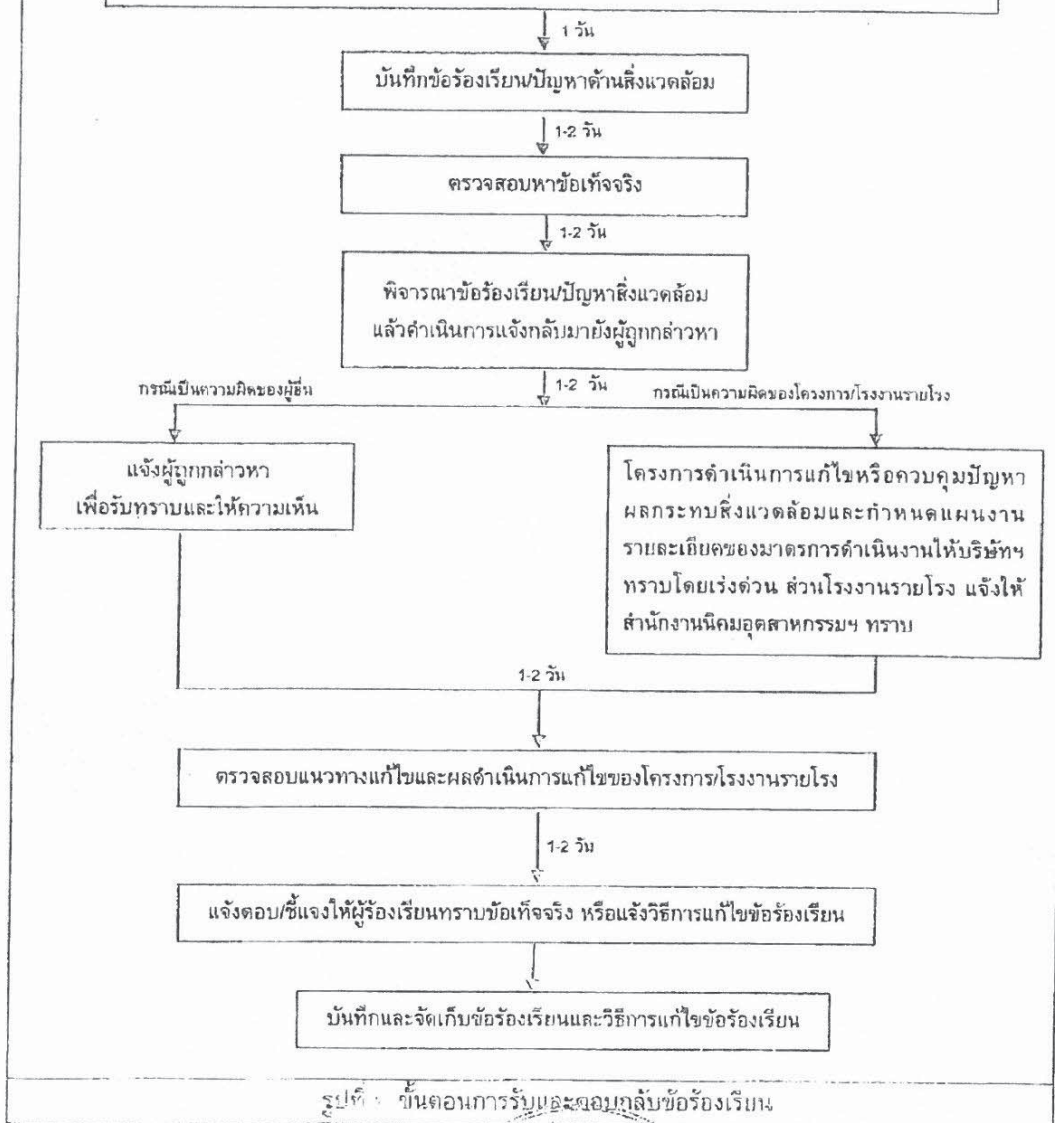 1 วัน
บันทึกข้อร้องเรียน/ปัญหาด้านสิ่งแวดล้อม
1-2 วัน
ตรวจสอบหาข้อเท็จจริง
1-2 วัน
พิจารณาข้อร้องเรียน/ปัญหาสิ่งแวดล้อม
แล้วดำเนินการแจ้งกลับมายังผู้ถูกกล่าวหา
1-2 วัน
กรณีเป็นความผิดของผู้อื่น
กรณีเป็นความผิดของโครงการ/โรงงานรายโรง
แจ้งผู้ถูกกล่าวหา
เพื่อรับทราบและให้ความเห็น
โครงการดำเนินการแก้ไขหรือควบคุมปัญหา
ผลกระทบสิ่งแวดล้อมและกำหนดแผนงาน
รายละเอียดของมาตรการดำเนินงานให้บริษัทฯ
ทราบโดยเร่งด่วน ส่วนโรงงานรายโรง แจ้งให้
สำนักงานนิคมอุตสาหกรรมฯ ทราบ
1-2 วัน
ตรวจสอบแนวทางแก้ไขและผลดำเนินการแก้ไขของโครงการ/โรงงานรายโรง
1-2 วัน
แจ้งตอบ/ชี้แจงให้ผู้ร้องเรียนทราบข้อเท็จจริง หรือแจ้งวิธีการแก้ไขข้อร้องเรียน
บันทึกและจัดเก็บข้อร้องเรียนและวิธีการแก้ไขข้อร้องเรียน
รูปที่ ขั้นตอนการรับและตอบกลับข้อร้องเรียน